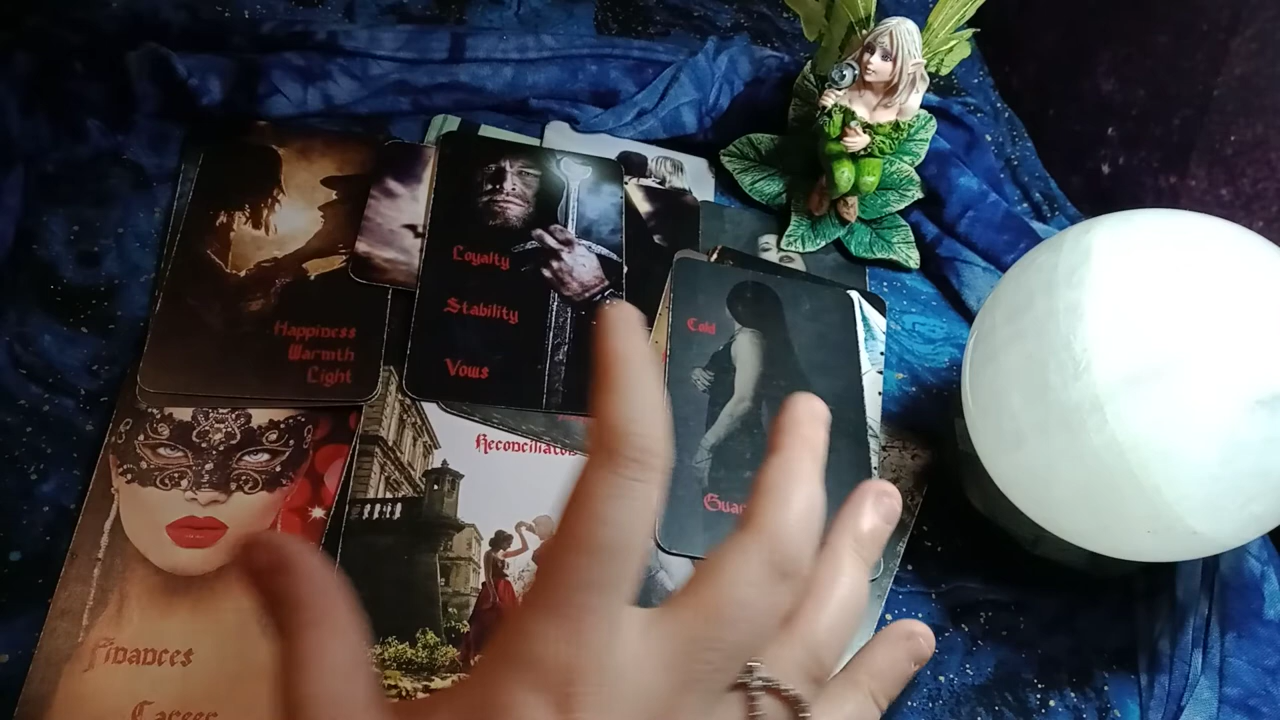 Happiness
Warmth
Light
Loyalty
Stability
Vows
Cold
Finances
Career